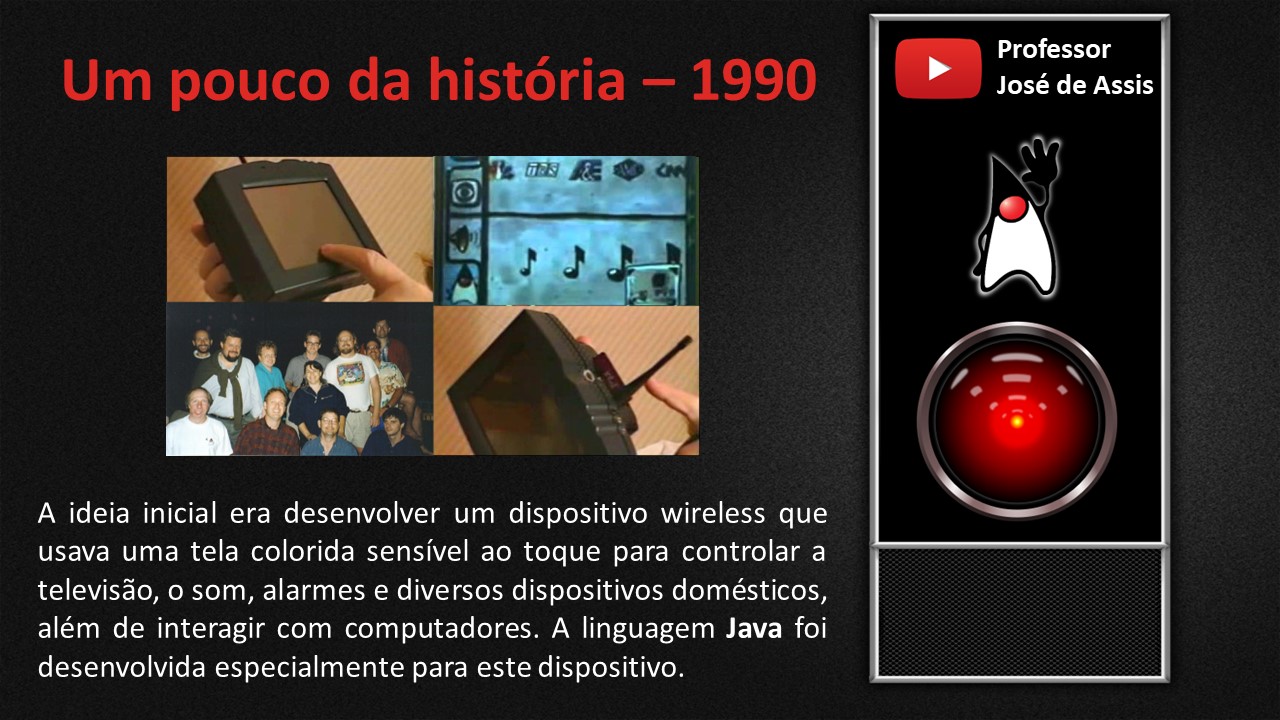 Um pouco da história – 1990
Professor
José de Assis
A ideia inicial era desenvolver um dispositivo wireless que
usava uma tela colorida sensível ao toque para controlar a
televisão, o som, alarmes e diversos dispositivos domésticos,
além de interagir com computadores. A linguagem Java foi
desenvolvida especialmente para este dispositivo.